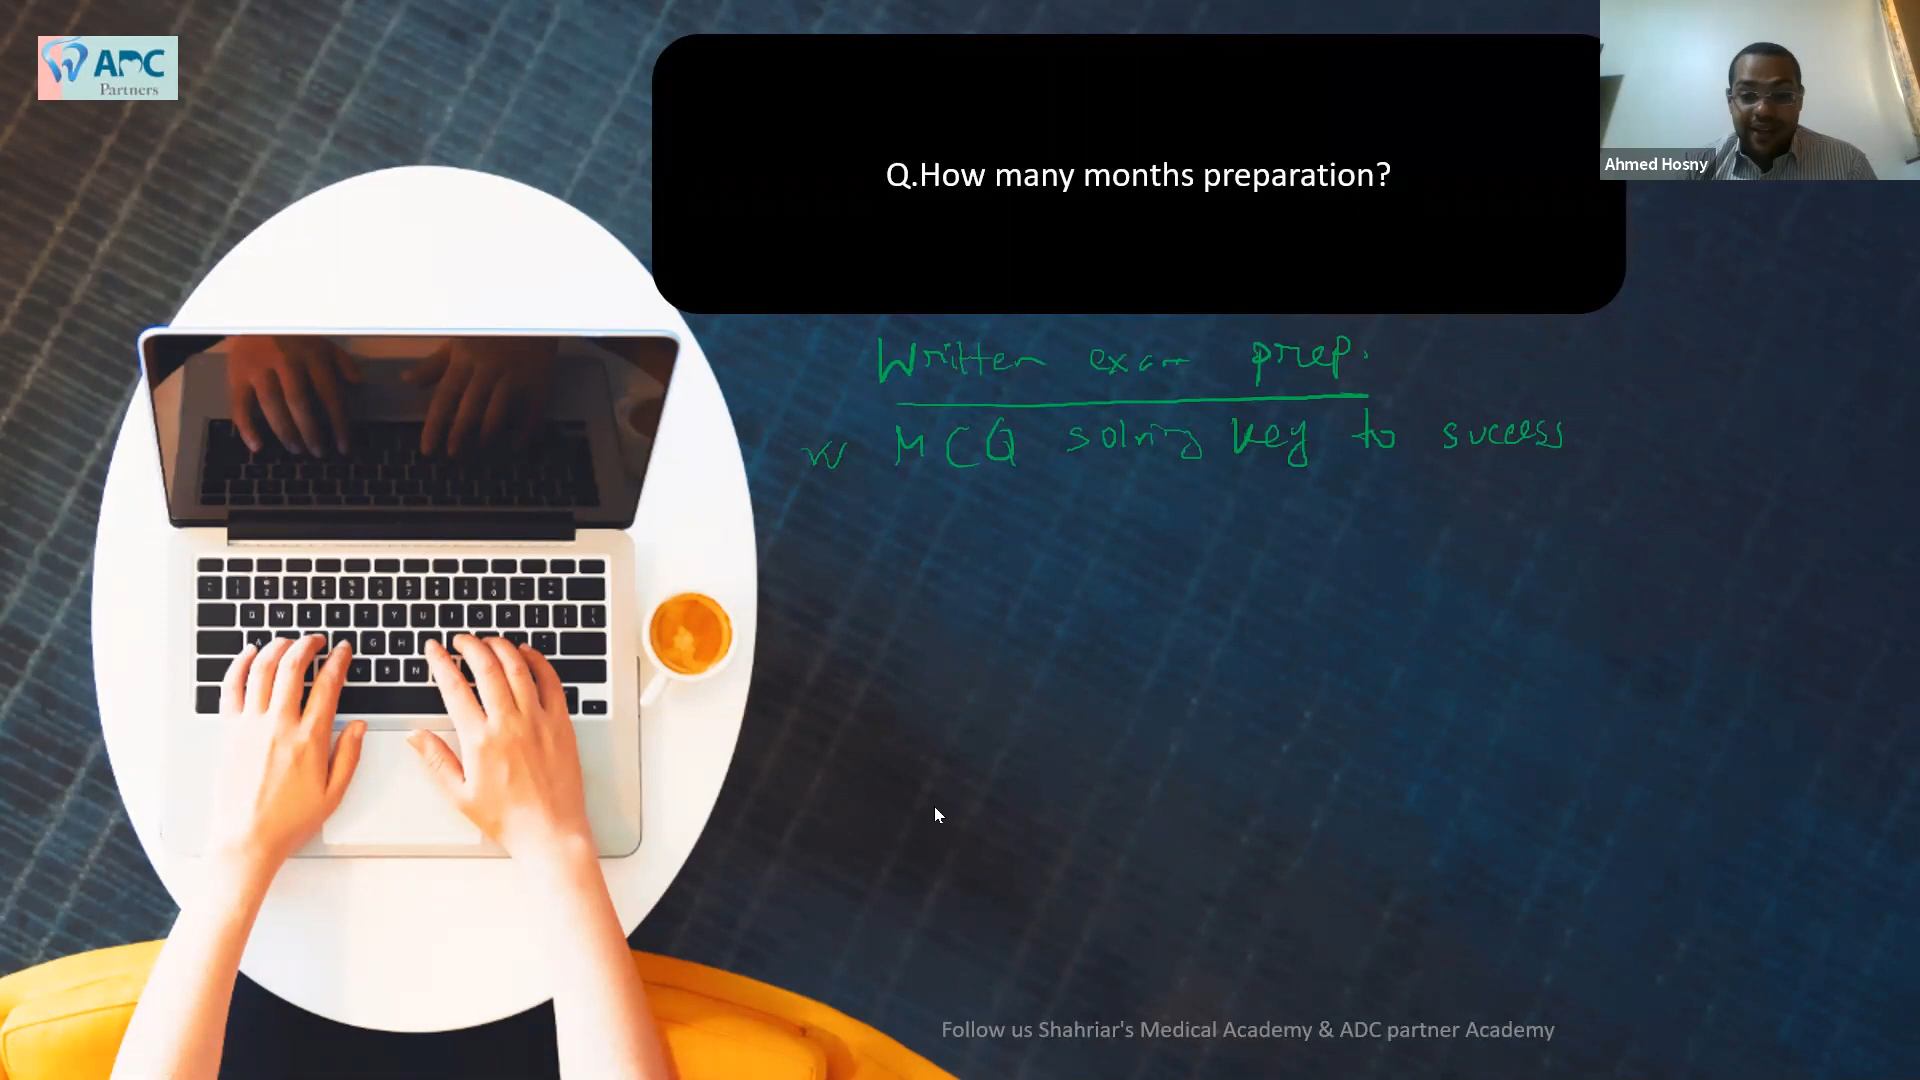 ADC
Partners
Q.How many months preparation?
Ahmed Hosny
Written exam prep.
MCQ solving key to success
Follow us Shahriar's Medical Academy & ADC partner Academy